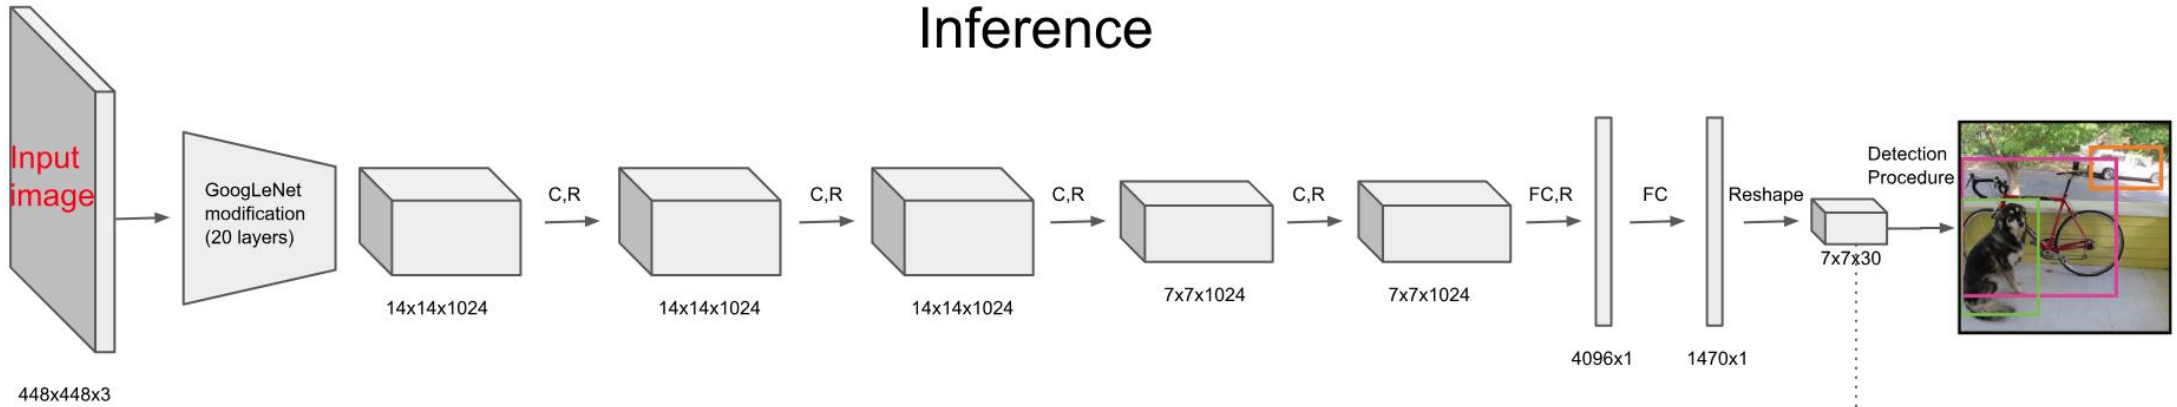 Inference
Input
image
448x448x3
GoogLeNet
modification
(20 layers)
14x14x1024
C,R
14x14x1024
C,R
14x14x1024
C,R
7x7x1024
C,R
7x7x1024
FC,R
4096x1
FC
1470x1
Reshape
7x7x30
Detection
Procedure